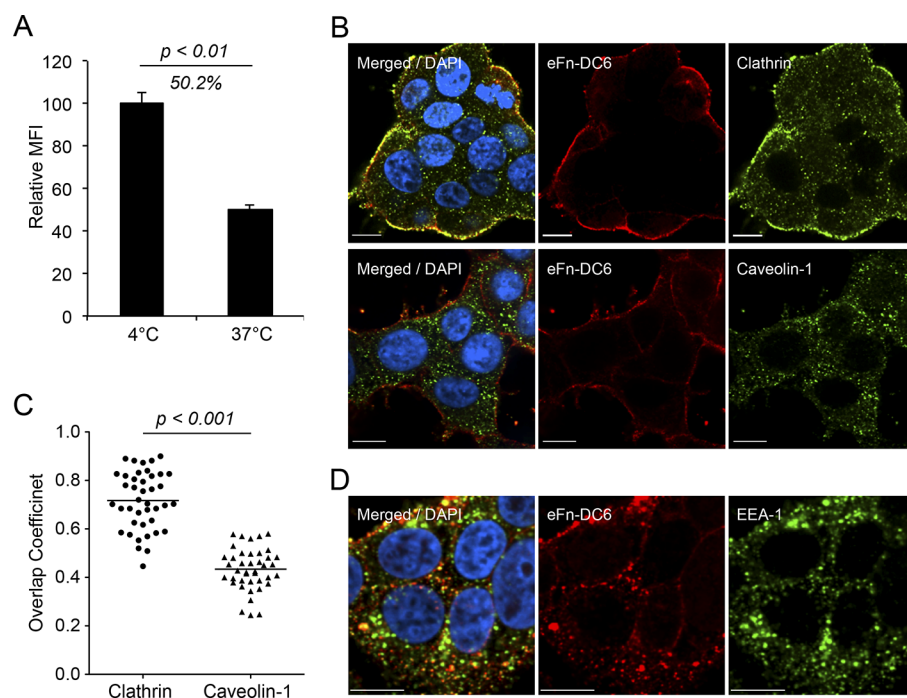 A
p < 0.01
50.2%
Relative MFI
120
100
80
60
40
20
0
4°C
37°C
B
Merged / DAPI
eFn-DC6
Clathrin
Merged / DAPI
eFn-DC6
Caveolin-1
C
p < 0.001
Overlap Coefficinet
1.0
0.8
0.6
0.4
0.2
0.0
Clathrin
Caveolin-1
D
Merged / DAPI
eFn-DC6
EEA-1